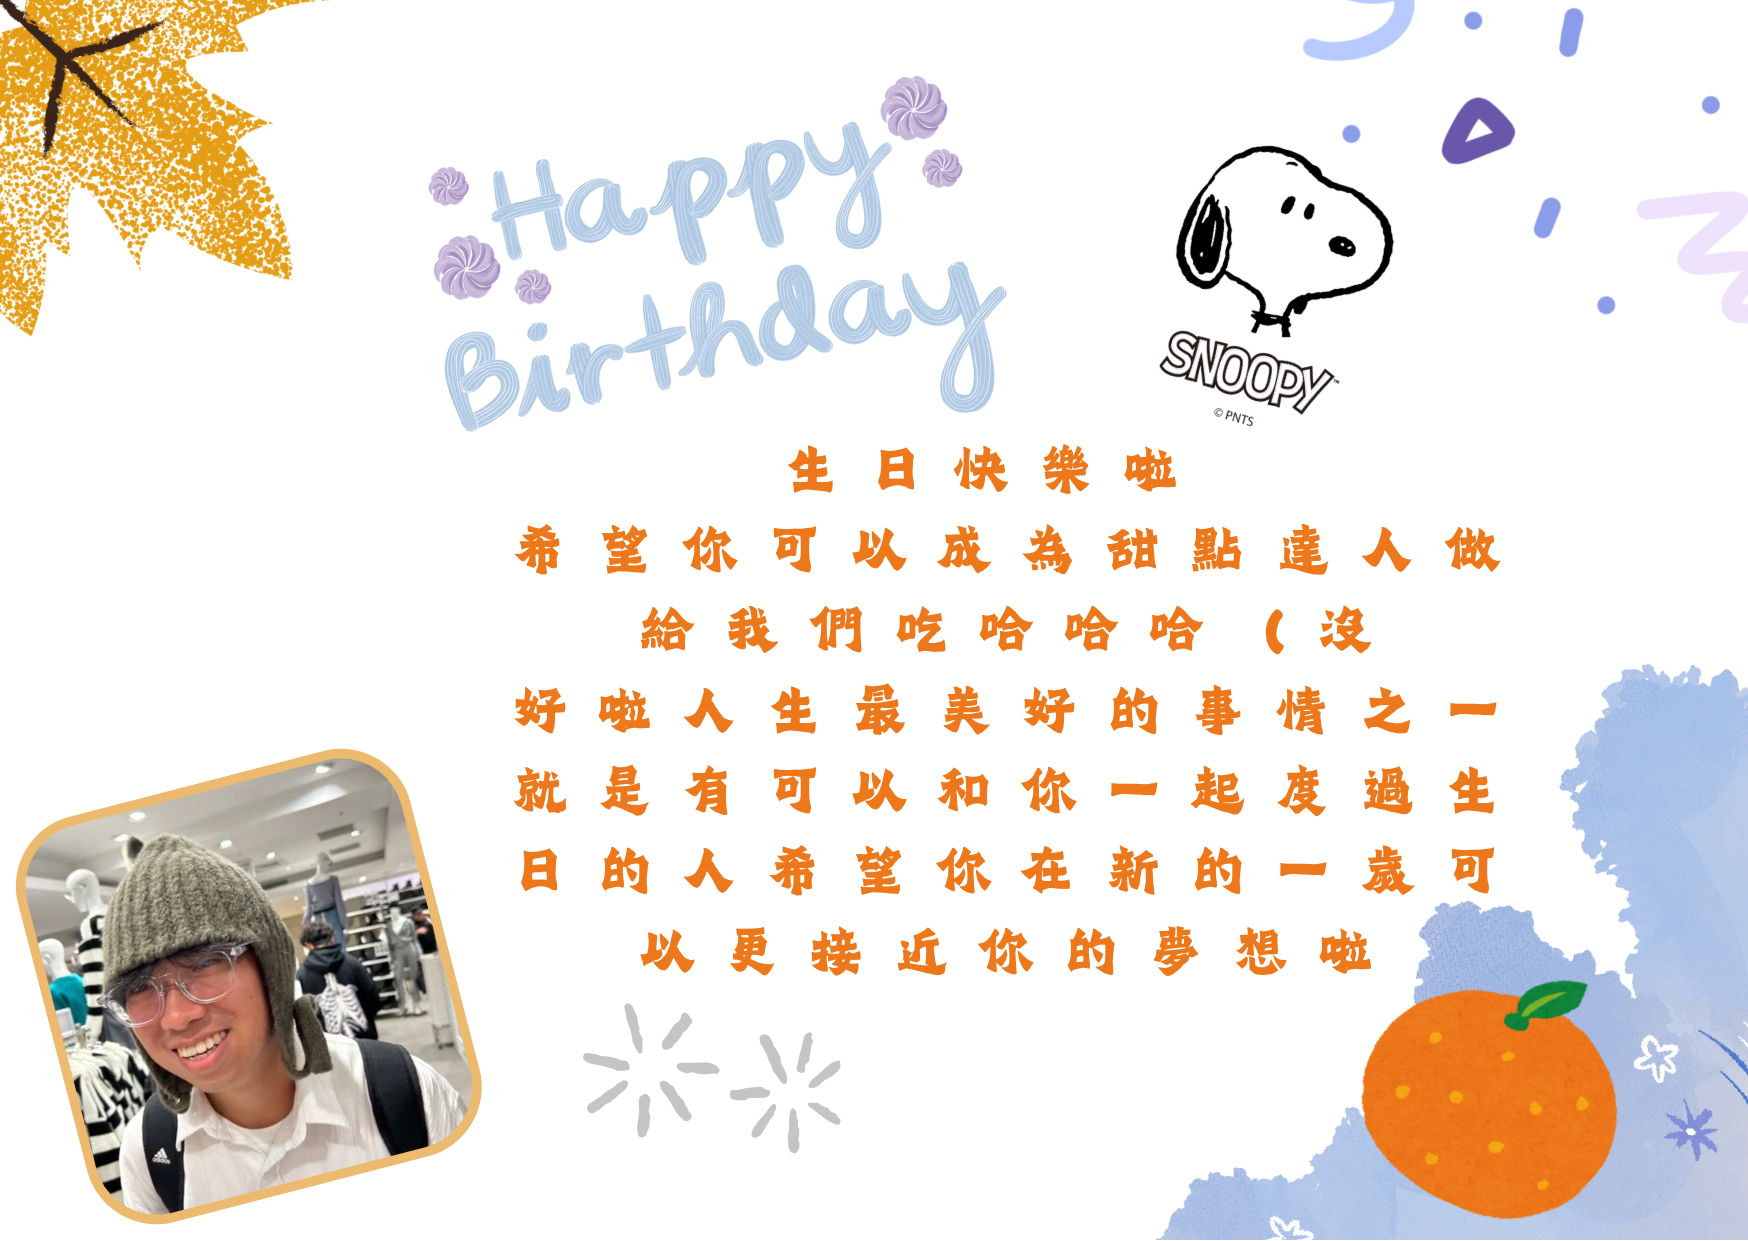 Happy
Birthday
SNOOPY™
© PNTS
生日快樂啦
希望你可以成為甜點達人做
給我們吃哈哈哈（沒
好啦人生最美好的事情之一
就是有可以和你一起度過生
日的人希望你在新的一歲可
以更接近你的夢想啦
adidas